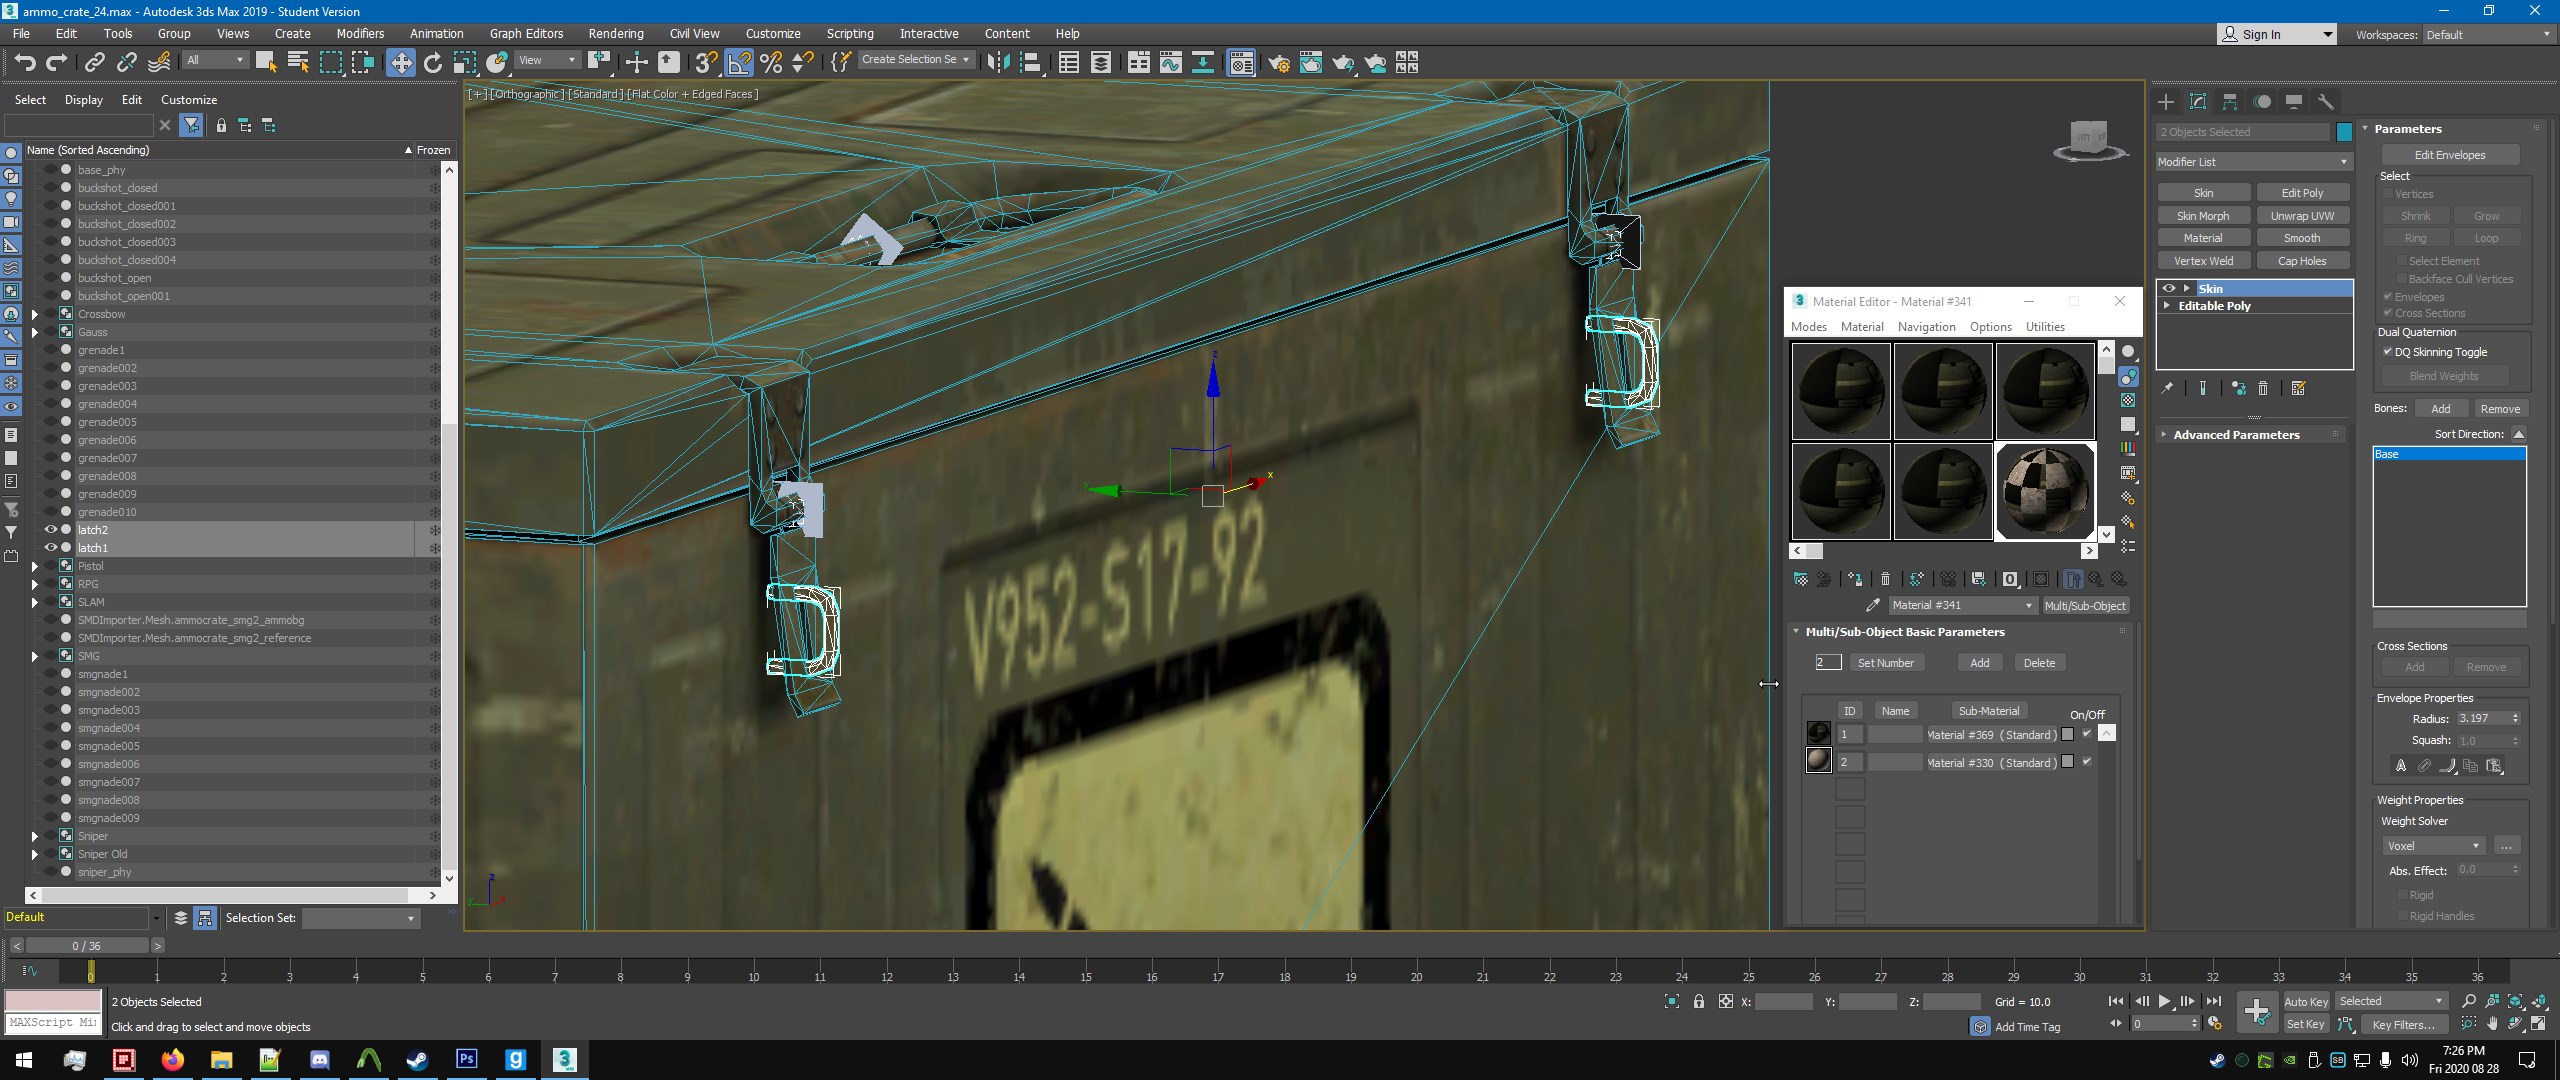 ammo_crate_24.max - Autodesk 3ds Max 2019 - Student Version
File Edit Tools Group Views Create Modifiers Animation Graph Editors Rendering Civil View Customize Scripting Interactive Content Help
Sign In
Workspaces: Default
All
View
Create Selection Se
Select Display Edit Customize
Name (Sorted Ascending)
Frozen
base_phy
buckshot_closed
buckshot_closed001
buckshot_closed002
buckshot_closed003
buckshot_closed004
buckshot_open
buckshot_open001
Crossbow
Gauss
grenade1
grenade002
grenade003
grenade004
grenade005
grenade006
grenade007
grenade008
grenade009
grenade010
latch2
latch1
Pistol
RPG
SLAM
SMDImporter.Mesh.ammocrate_smg2_ammobg
SMDImporter.Mesh.ammocrate_smg2_reference
SMG
smgnade1
smgnade002
smgnade003
smgnade004
smgnade005
smgnade006
smgnade007
smgnade008
smgnade009
Sniper
Sniper Old
sniper_phy
Default
Selection Set:
[+] [Orthographic ] [Standard ] [Flat Color + Edged Faces ]
LEFT
z
y
x
V952-S17-92
z
y
x
Material Editor - Material #341
Modes Material Navigation Options Utilities
Material #341
Multi/Sub-Object
Multi/Sub-Object Basic Parameters
2
Set Number
Add
Delete
ID
Name
Sub-Material
On/Off
1
Material #369 ( Standard )
2
Material #330 ( Standard )
2 Objects Selected
Modifier List
Skin
Edit Poly
Skin Morph
Unwrap UVW
Material
Smooth
Vertex Weld
Cap Holes
Skin
Editable Poly
Advanced Parameters
Parameters
Edit Envelopes
Select
Vertices
Shrink
Grow
Ring
Loop
Select Element
Backface Cull Vertices
Envelopes
Cross Sections
Dual Quaternion
DQ Skinning Toggle
Blend Weights
Bones:
Add
Remove
Sort Direction:
Base
Cross Sections
Add
Remove
Envelope Properties
Radius: 3.197
Squash: 1.0
A
Weight Properties
Weight Solver
Voxel
...
Abs. Effect: 0.0
Rigid
Rigid Handles
< 0 / 36 >
0 1 2 3 4 5 6 7 8 9 10 11 12 13 14 15 16 17 18 19 20 21 22 23 24 25 26 27 28 29 30 31 32 33 34 35 36
2 Objects Selected
MAXScript Mi
Click and drag to select and move objects
X:
Y:
Z:
Grid = 10.0
Add Time Tag
0
Auto Key
Selected
Set Key
Key Filters...
Ps
g
3
SB
7:26 PM
Fri 2020 08 28